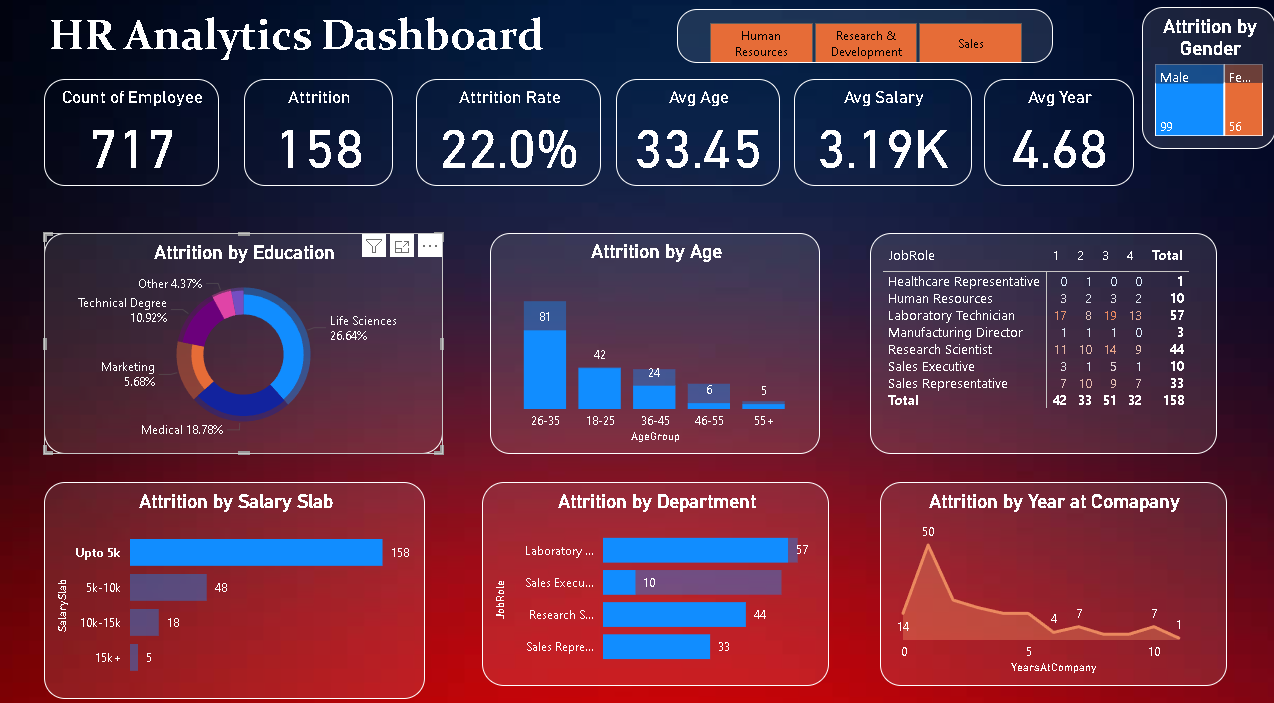 HR Analytics Dashboard
Human
Resources
Research &
Development
Sales
Attrition by
Gender
Male
Fe...
99
56
Count of Employee
717
Attrition
158
Attrition Rate
22.0%
Avg Age
33.45
Avg Salary
3.19K
Avg Year
4.68
Attrition by Education
Other 4.37%
Technical Degree
10.92%
Life Sciences
26.64%
Marketing
5.68%
Medical 18.78%
Attrition by Age
81
42
24
6
5
26-35 18-25 36-45 46-55 55+
AgeGroup
JobRole 1 2 3 4 Total
Healthcare Representative 0 1 0 0 1
Human Resources 3 2 3 2 10
Laboratory Technician 17 8 19 13 57
Manufacturing Director 1 1 1 0 3
Research Scientist 11 10 14 9 44
Sales Executive 3 1 5 1 10
Sales Representative 7 10 9 7 33
Total 42 33 51 32 158
Attrition by Salary Slab
SalarySlab
Upto 5k 158
5k-10k 48
10k-15k 18
15k+ 5
Attrition by Department
JobRole
Laboratory ... 57
Sales Execu... 10
Research S... 44
Sales Repre... 33
Attrition by Year at Comapany
50
14
4
7
7
1
0 5 10
YearsAtCompany